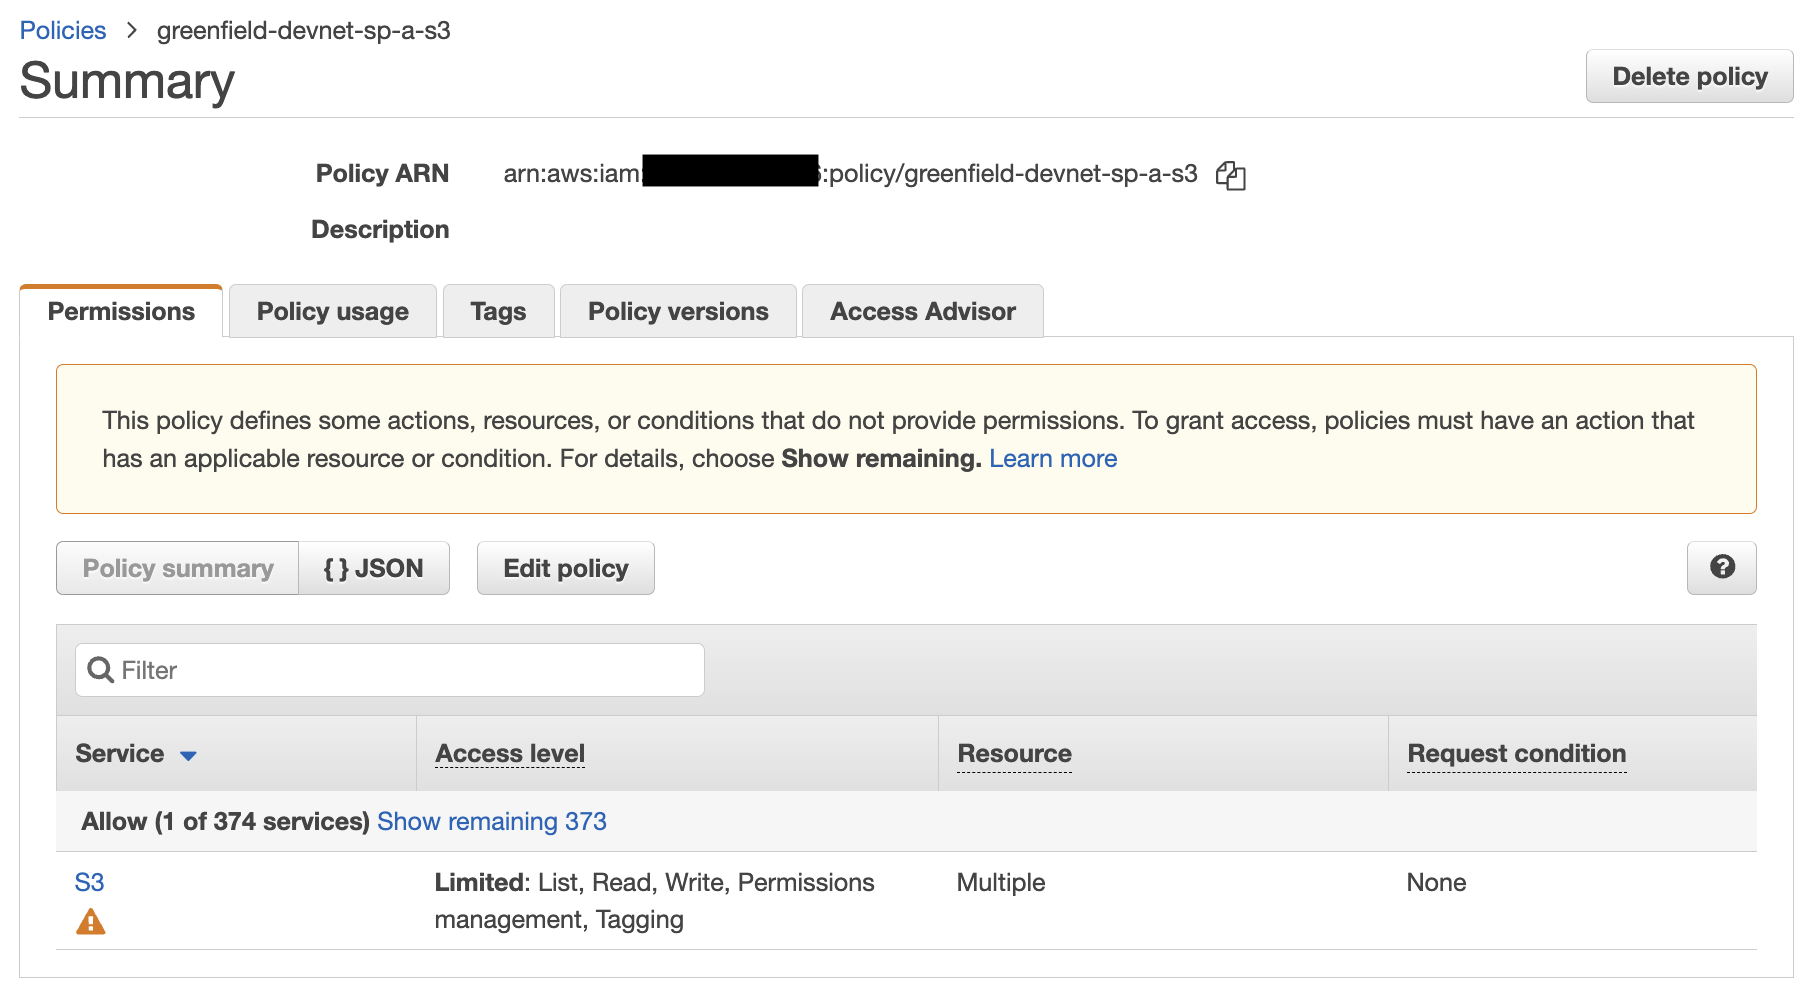 Policies > greenfield-devnet-sp-a-s3
Summary
Delete policy
Policy ARN arn:aws:iam: :policy/greenfield-devnet-sp-a-s3
Description
Permissions Policy usage Tags Policy versions Access Advisor
This policy defines some actions, resources, or conditions that do not provide permissions. To grant access, policies must have an action that
has an applicable resource or condition. For details, choose Show remaining. Learn more
Policy summary { } JSON Edit policy ?
Filter
Service Access level Resource Request condition
Allow (1 of 374 services) Show remaining 373
S3 Limited: List, Read, Write, Permissions Multiple None
management, Tagging